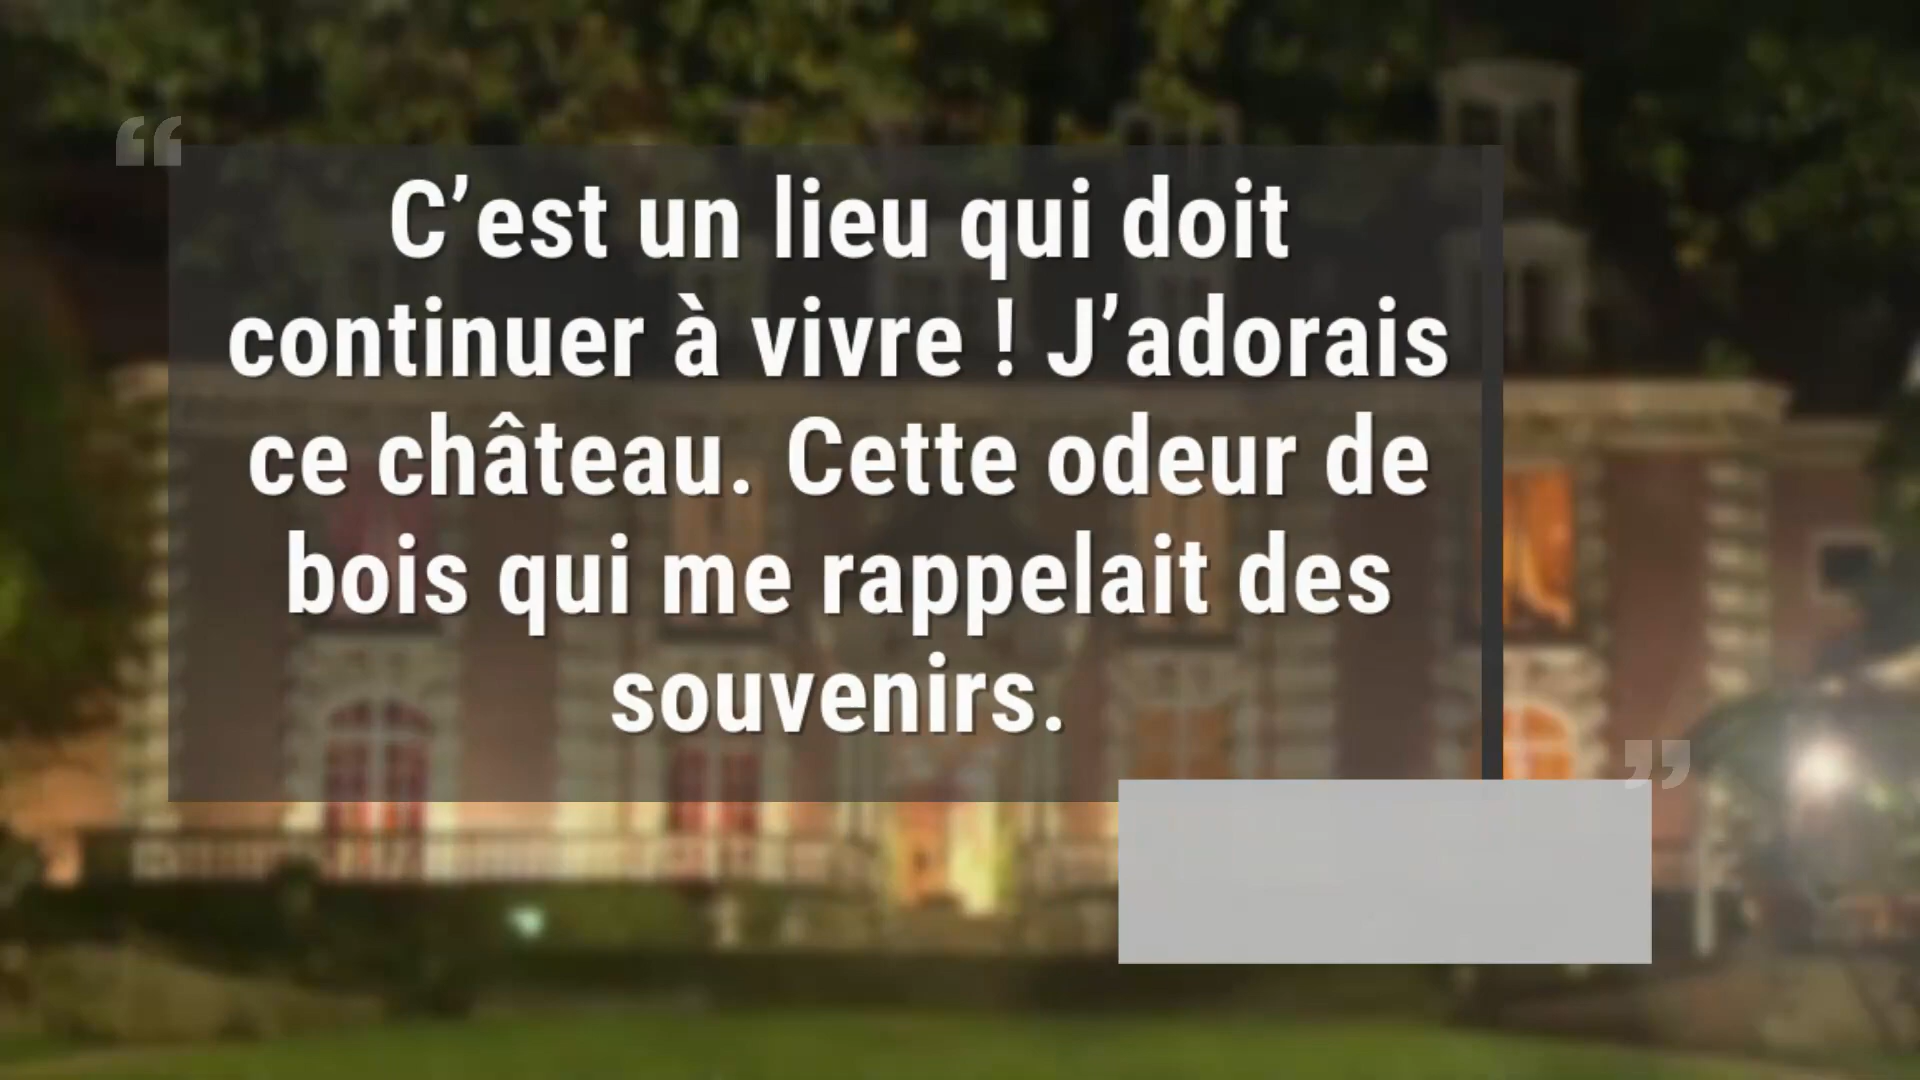 “
C’est un lieu qui doit
continuer à vivre ! J’adorais
ce château. Cette odeur de
bois qui me rappelait des
souvenirs.
”